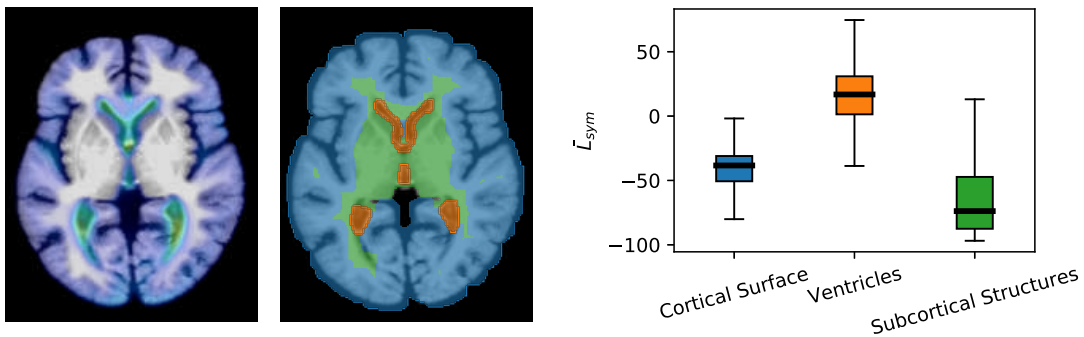 50
0
−50
−100
L̄sym
Cortical Surface
Ventricles
Subcortical Structures